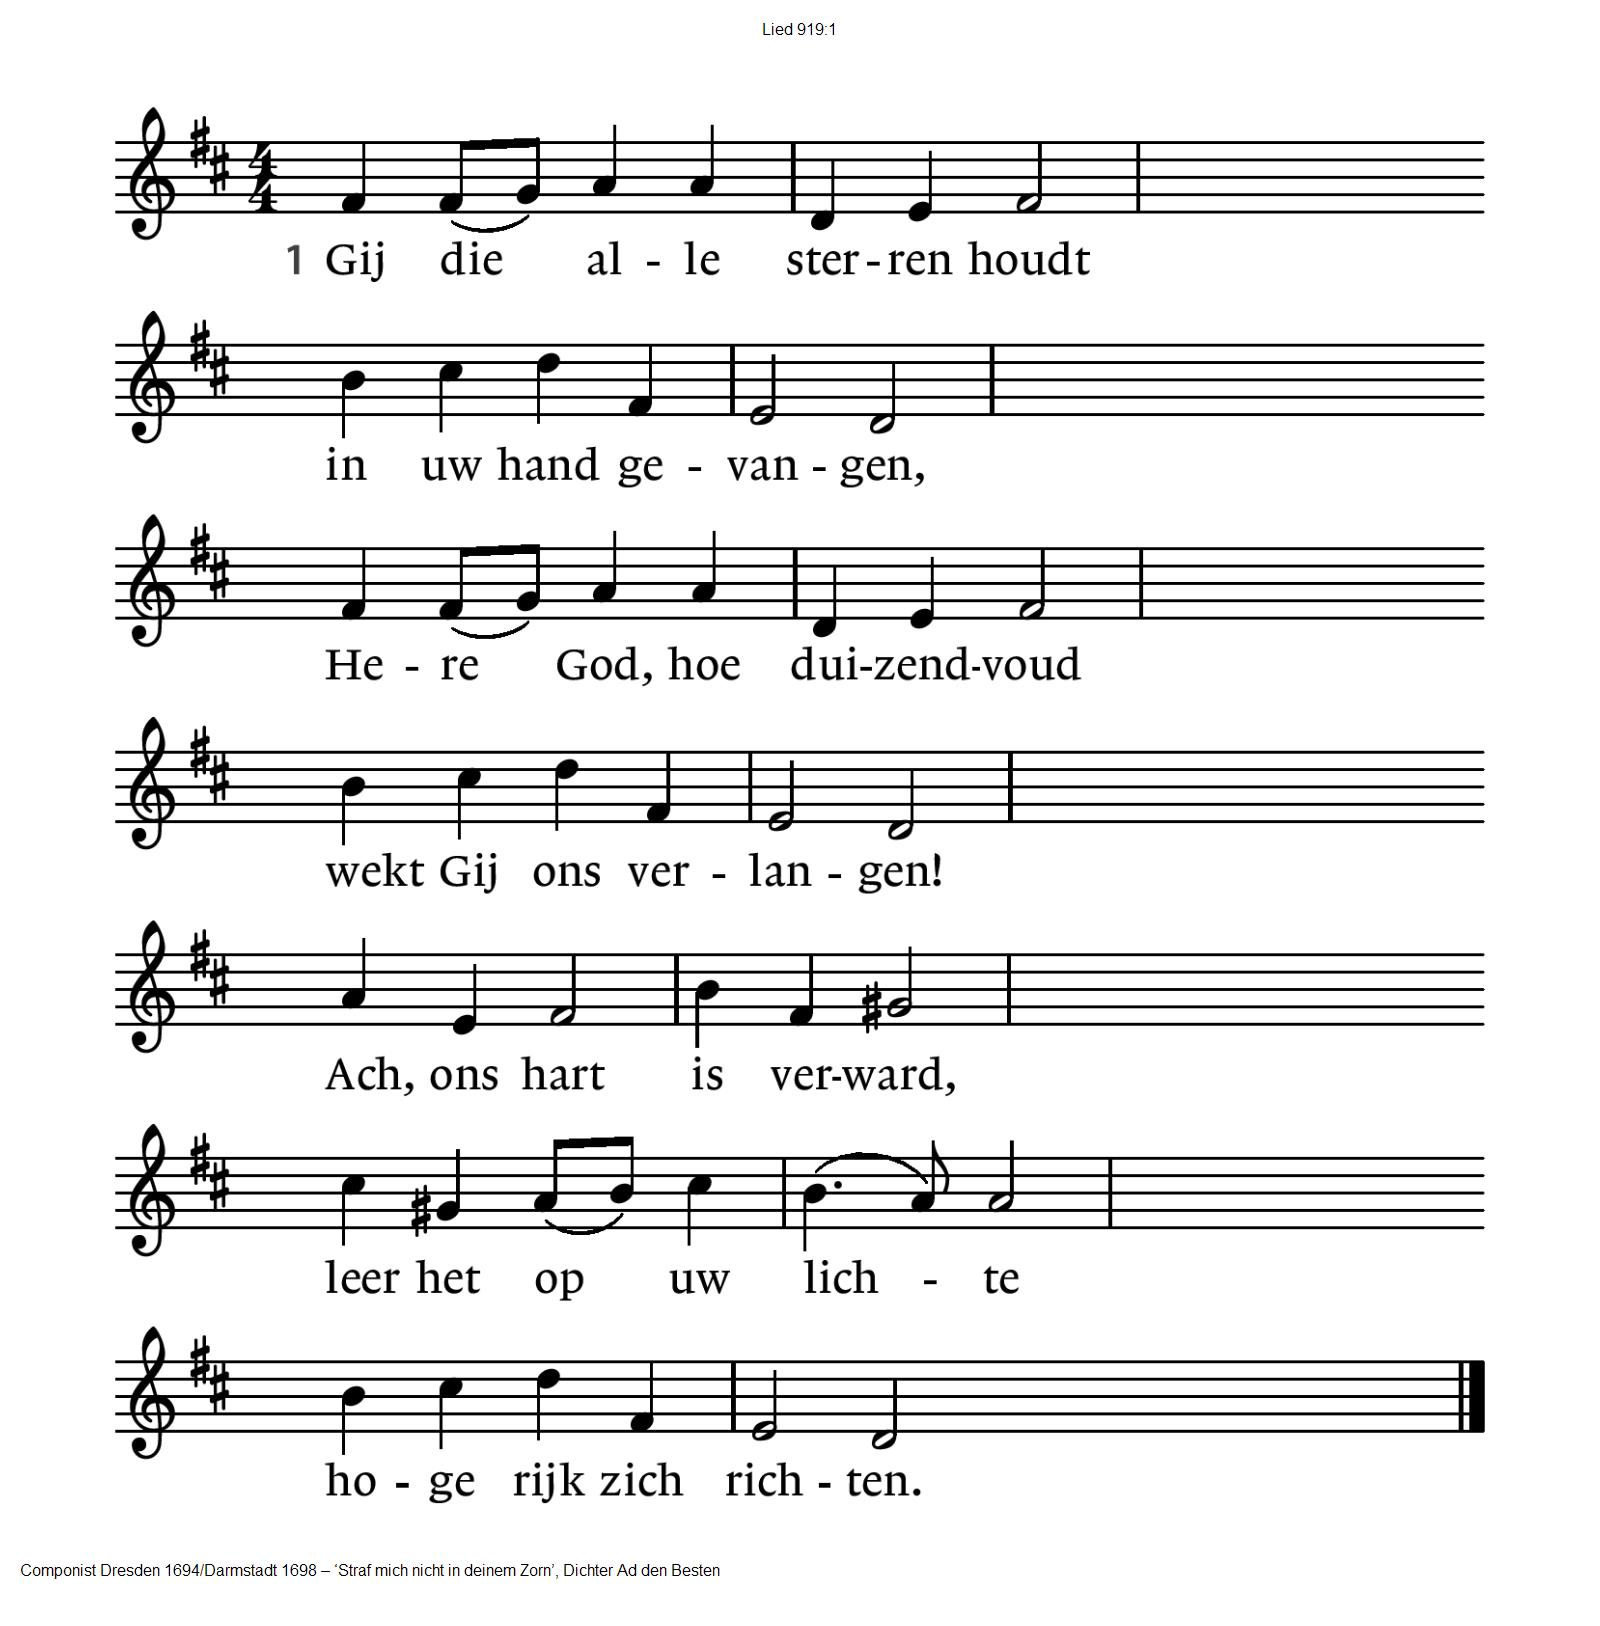 Lied 919:1
1 Gij die al - le ster - ren houdt
in uw hand ge - van - gen,
He - re God, hoe dui-zend-voud
wekt Gij ons ver - lan - gen!
Ach, ons hart is ver-ward,
leer het op uw lich - te
ho - ge rijk zich rich - ten.
Componist Dresden 1694/Darmstadt 1698 – ‘Straf mich nicht in deinem Zorn’, Dichter Ad den Besten